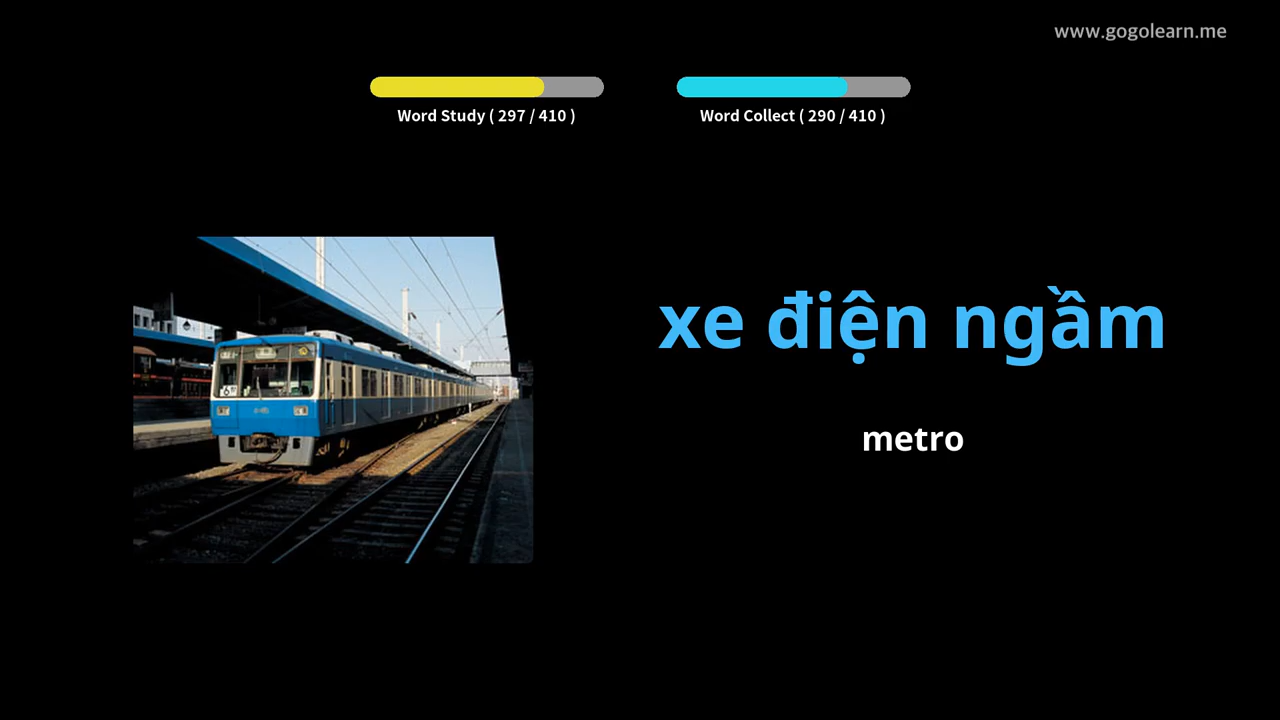 www.gogolearn.me
Word Study ( 297 / 410 )
Word Collect ( 290 / 410 )
xe điện ngầm
metro